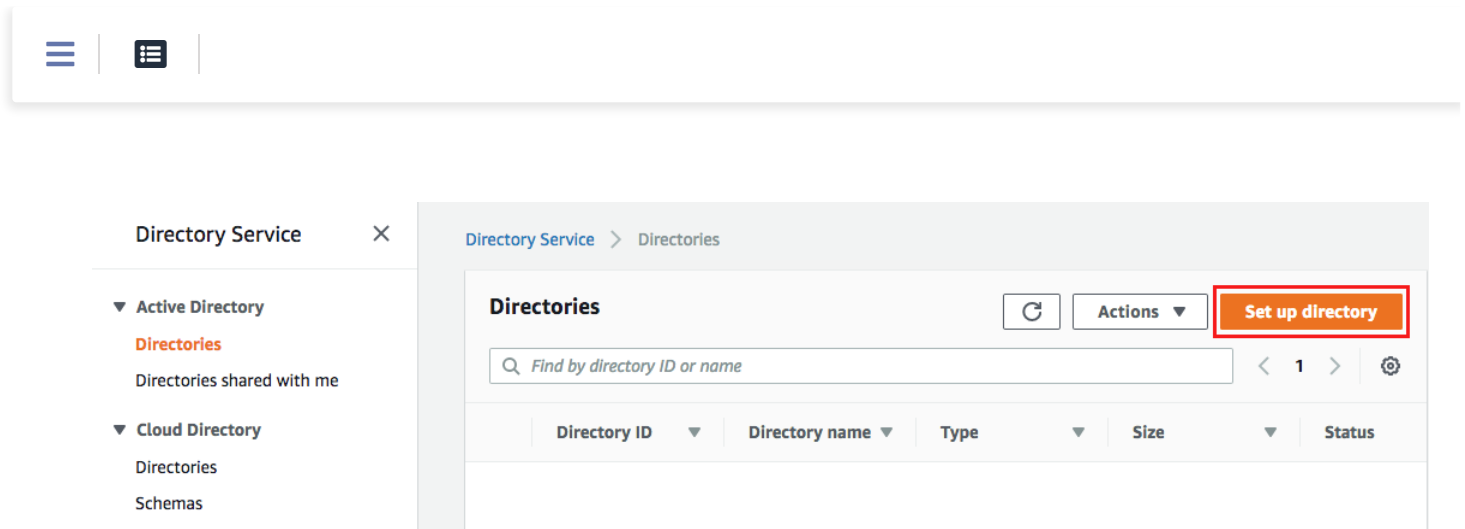 Directory Service
Active Directory
Directories
Directories shared with me
Cloud Directory
Directories
Schemas
Directory Service > Directories
Directories
Actions
Set up directory
Find by directory ID or name
1
Directory ID Directory name Type Size Status